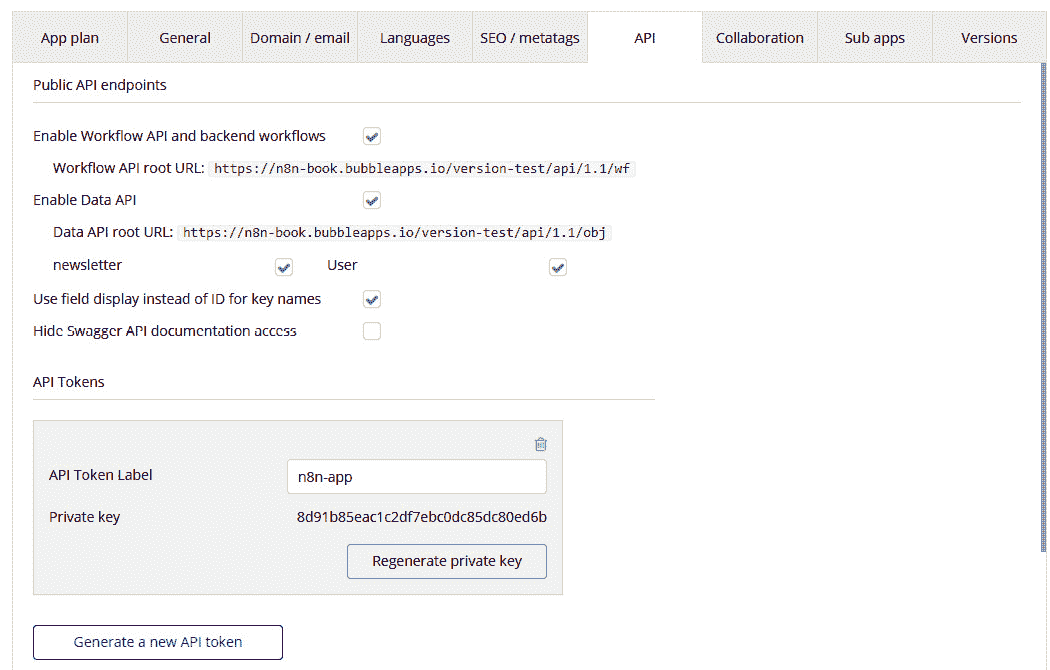 App plan General Domain / email Languages SEO / metatags API Collaboration Sub apps Versions
Public API endpoints
Enable Workflow API and backend workflows
Workflow API root URL: https://n8n-book.bubbleapps.io/version-test/api/1.1/wf
Enable Data API
Data API root URL: https://n8n-book.bubbleapps.io/version-test/api/1.1/obj
newsletter User
Use field display instead of ID for key names
Hide Swagger API documentation access
API Tokens
API Token Label n8n-app
Private key 8d91b85eac1c2df7ebc0dc85dc80ed6b
Regenerate private key
Generate a new API token